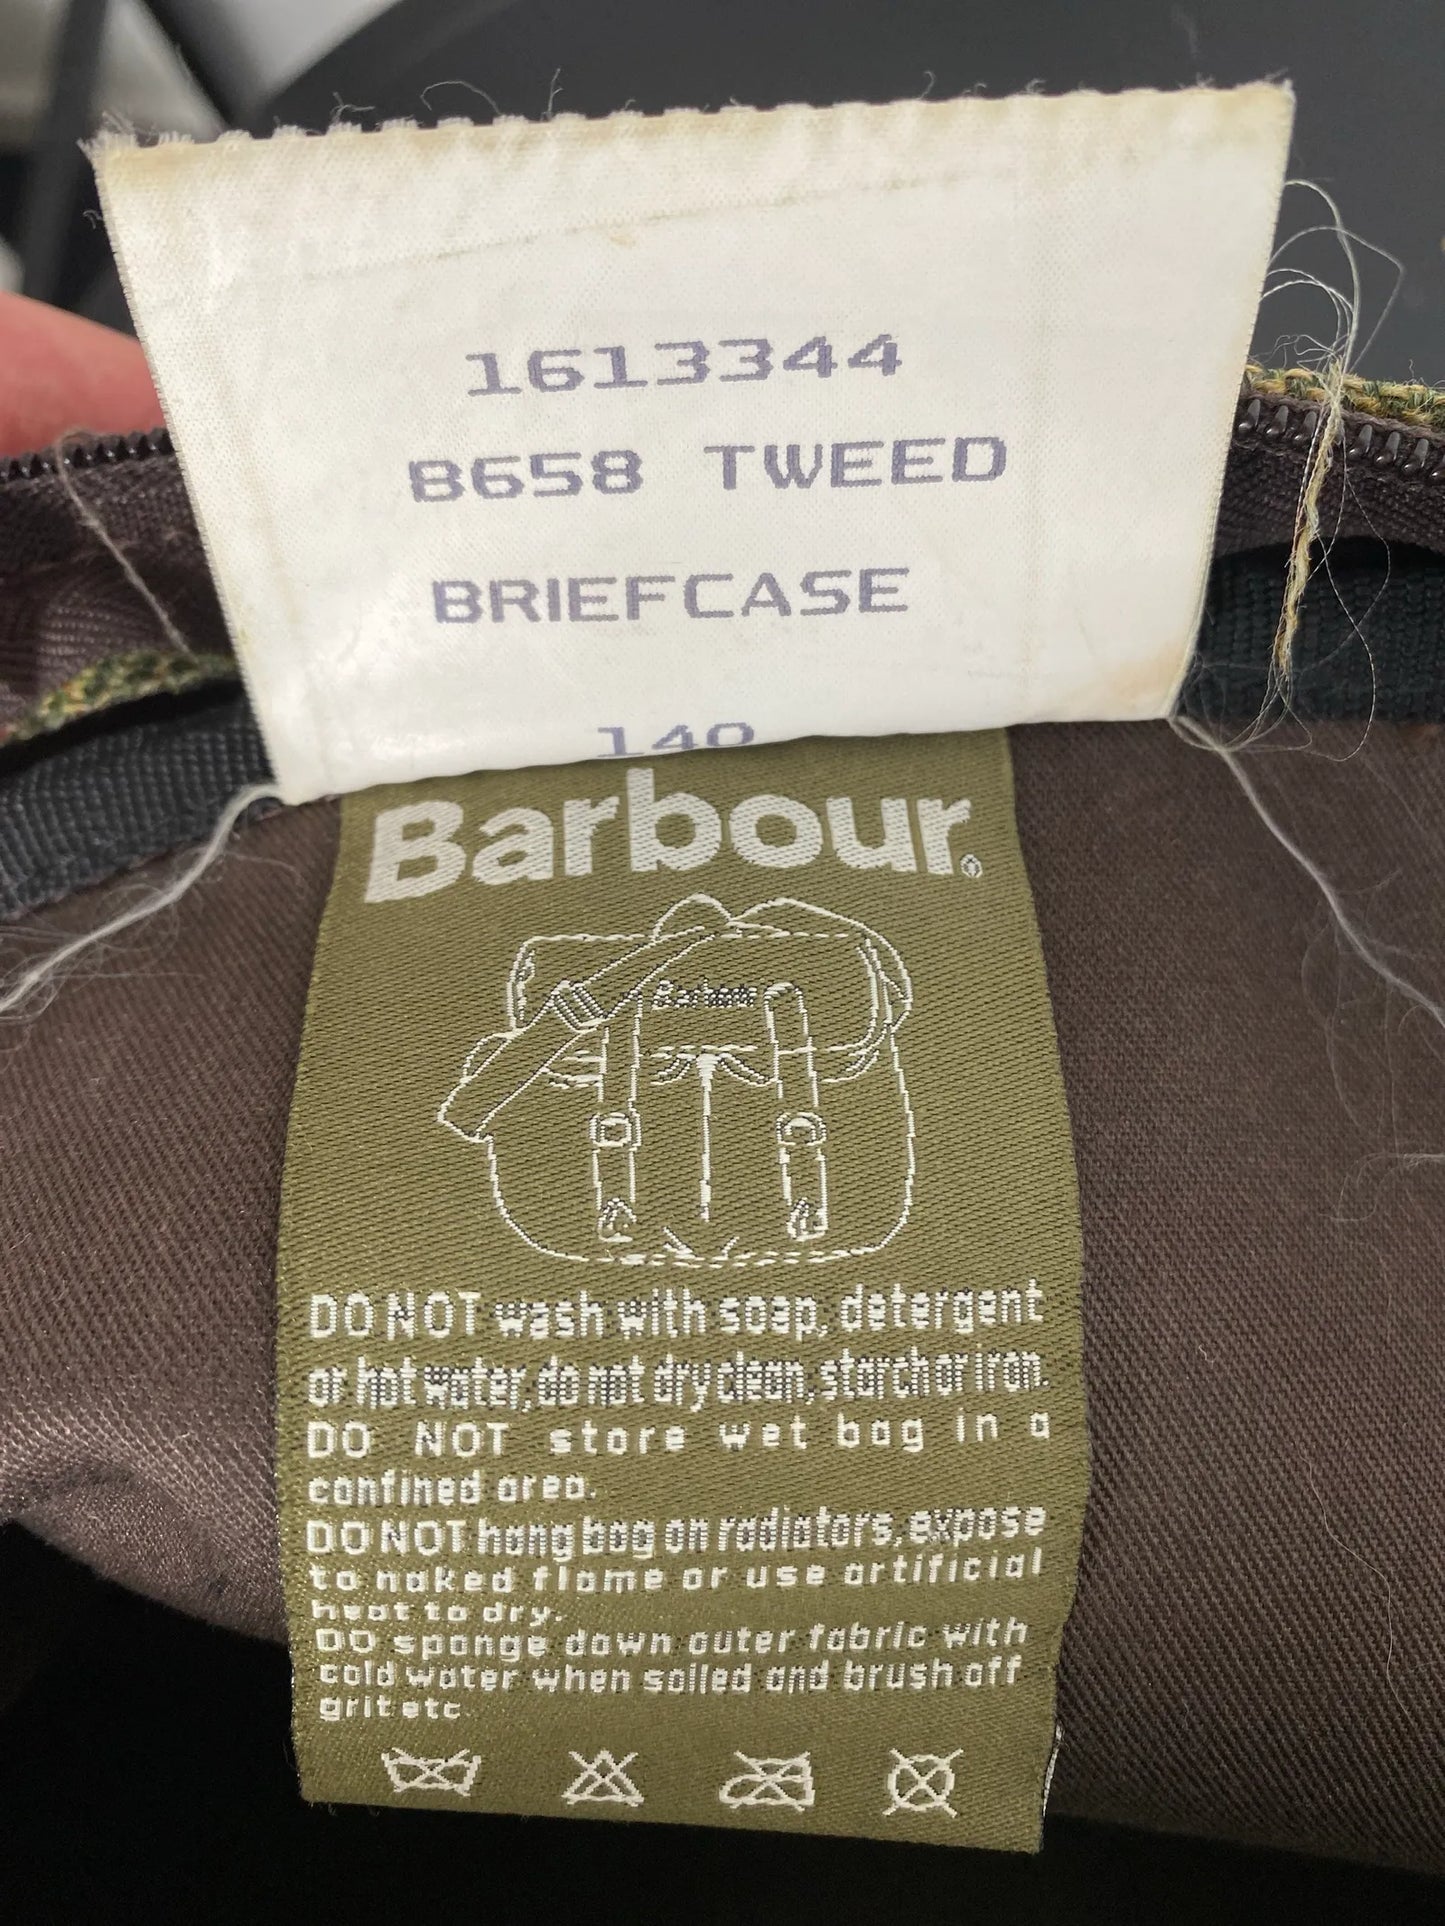 1613344
B658 TWEED
BRIEFCASE
140
Barbour®
Barbour
DO NOT wash with soap, detergent
or hot water, do not dry clean, starch or iron.
DO NOT store wet bag in a
confined area.
DO NOT hang bag on radiators, expose
to naked flame or use artificial
heat to dry.
DO sponge down outer fabric with
cold water when soiled and brush off
grit etc